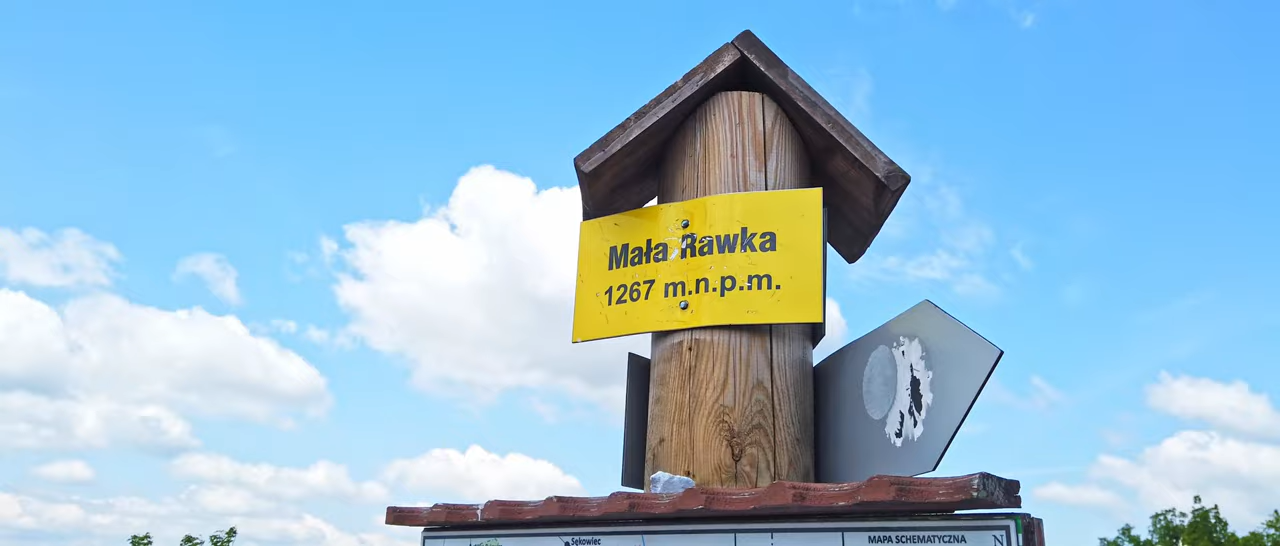 Mała Rawka
1267 m.n.p.m.
Sękowiec
MAPA SCHEMATYCZNA
N